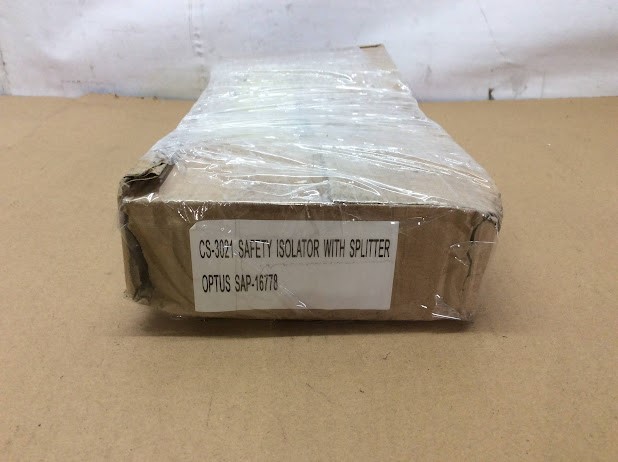 CS-3021 SAFETY ISOLATOR WITH SPLITTER
OPTUS SAP-16778